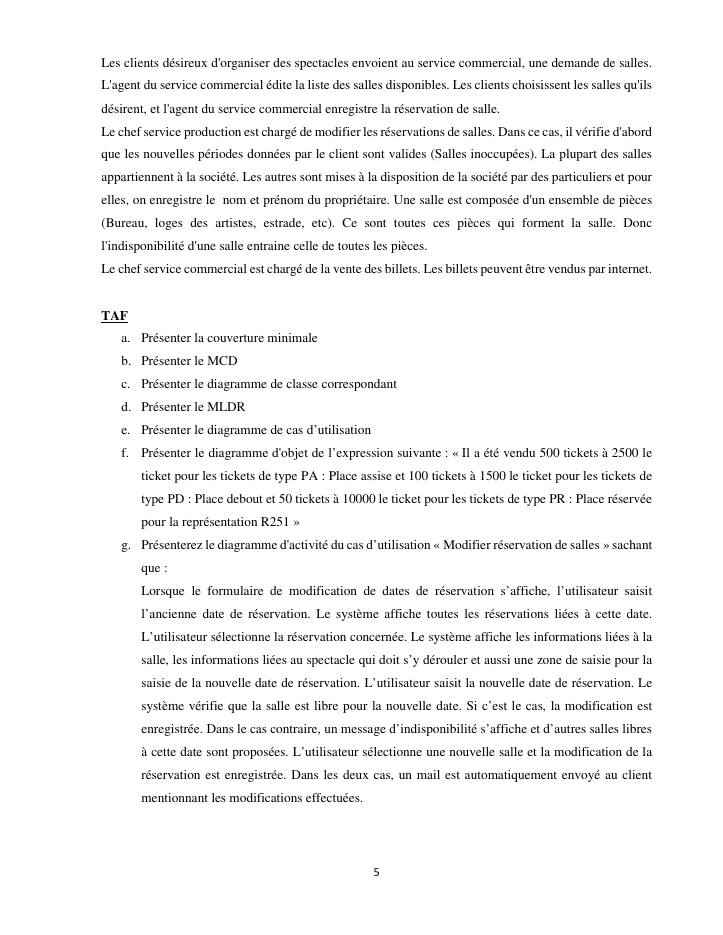 Les clients désireux d'organiser des spectacles envoient au service commercial, une demande de salles.
L'agent du service commercial édite la liste des salles disponibles. Les clients choisissent les salles qu'ils
désirent, et l'agent du service commercial enregistre la réservation de salle.
Le chef service production est chargé de modifier les réservations de salles. Dans ce cas, il vérifie d'abord
que les nouvelles périodes données par le client sont valides (Salles inoccupées). La plupart des salles
appartiennent à la société. Les autres sont mises à la disposition de la société par des particuliers et pour
elles, on enregistre le nom et prénom du propriétaire. Une salle est composée d'un ensemble de pièces
(Bureau, loges des artistes, estrade, etc). Ce sont toutes ces pièces qui forment la salle. Donc
l'indisponibilité d'une salle entraine celle de toutes les pièces.
Le chef service commercial est chargé de la vente des billets. Les billets peuvent être vendus par internet.
TAF
a. Présenter la couverture minimale
b. Présenter le MCD
c. Présenter le diagramme de classe correspondant
d. Présenter le MLDR
e. Présenter le diagramme de cas d’utilisation
f. Présenter le diagramme d'objet de l’expression suivante : « Il a été vendu 500 tickets à 2500 le
ticket pour les tickets de type PA : Place assise et 100 tickets à 1500 le ticket pour les tickets de
type PD : Place debout et 50 tickets à 10000 le ticket pour les tickets de type PR : Place réservée
pour la représentation R251 »
g. Présenterez le diagramme d'activité du cas d’utilisation « Modifier réservation de salles » sachant
que :
Lorsque le formulaire de modification de dates de réservation s’affiche, l’utilisateur saisit
l’ancienne date de réservation. Le système affiche toutes les réservations liées à cette date.
L’utilisateur sélectionne la réservation concernée. Le système affiche les informations liées à la
salle, les informations liées au spectacle qui doit s’y dérouler et aussi une zone de saisie pour la
saisie de la nouvelle date de réservation. L’utilisateur saisit la nouvelle date de réservation. Le
système vérifie que la salle est libre pour la nouvelle date. Si c’est le cas, la modification est
enregistrée. Dans le cas contraire, un message d’indisponibilité s’affiche et d’autres salles libres
à cette date sont proposées. L’utilisateur sélectionne une nouvelle salle et la modification de la
réservation est enregistrée. Dans les deux cas, un mail est automatiquement envoyé au client
mentionnant les modifications effectuées.
5